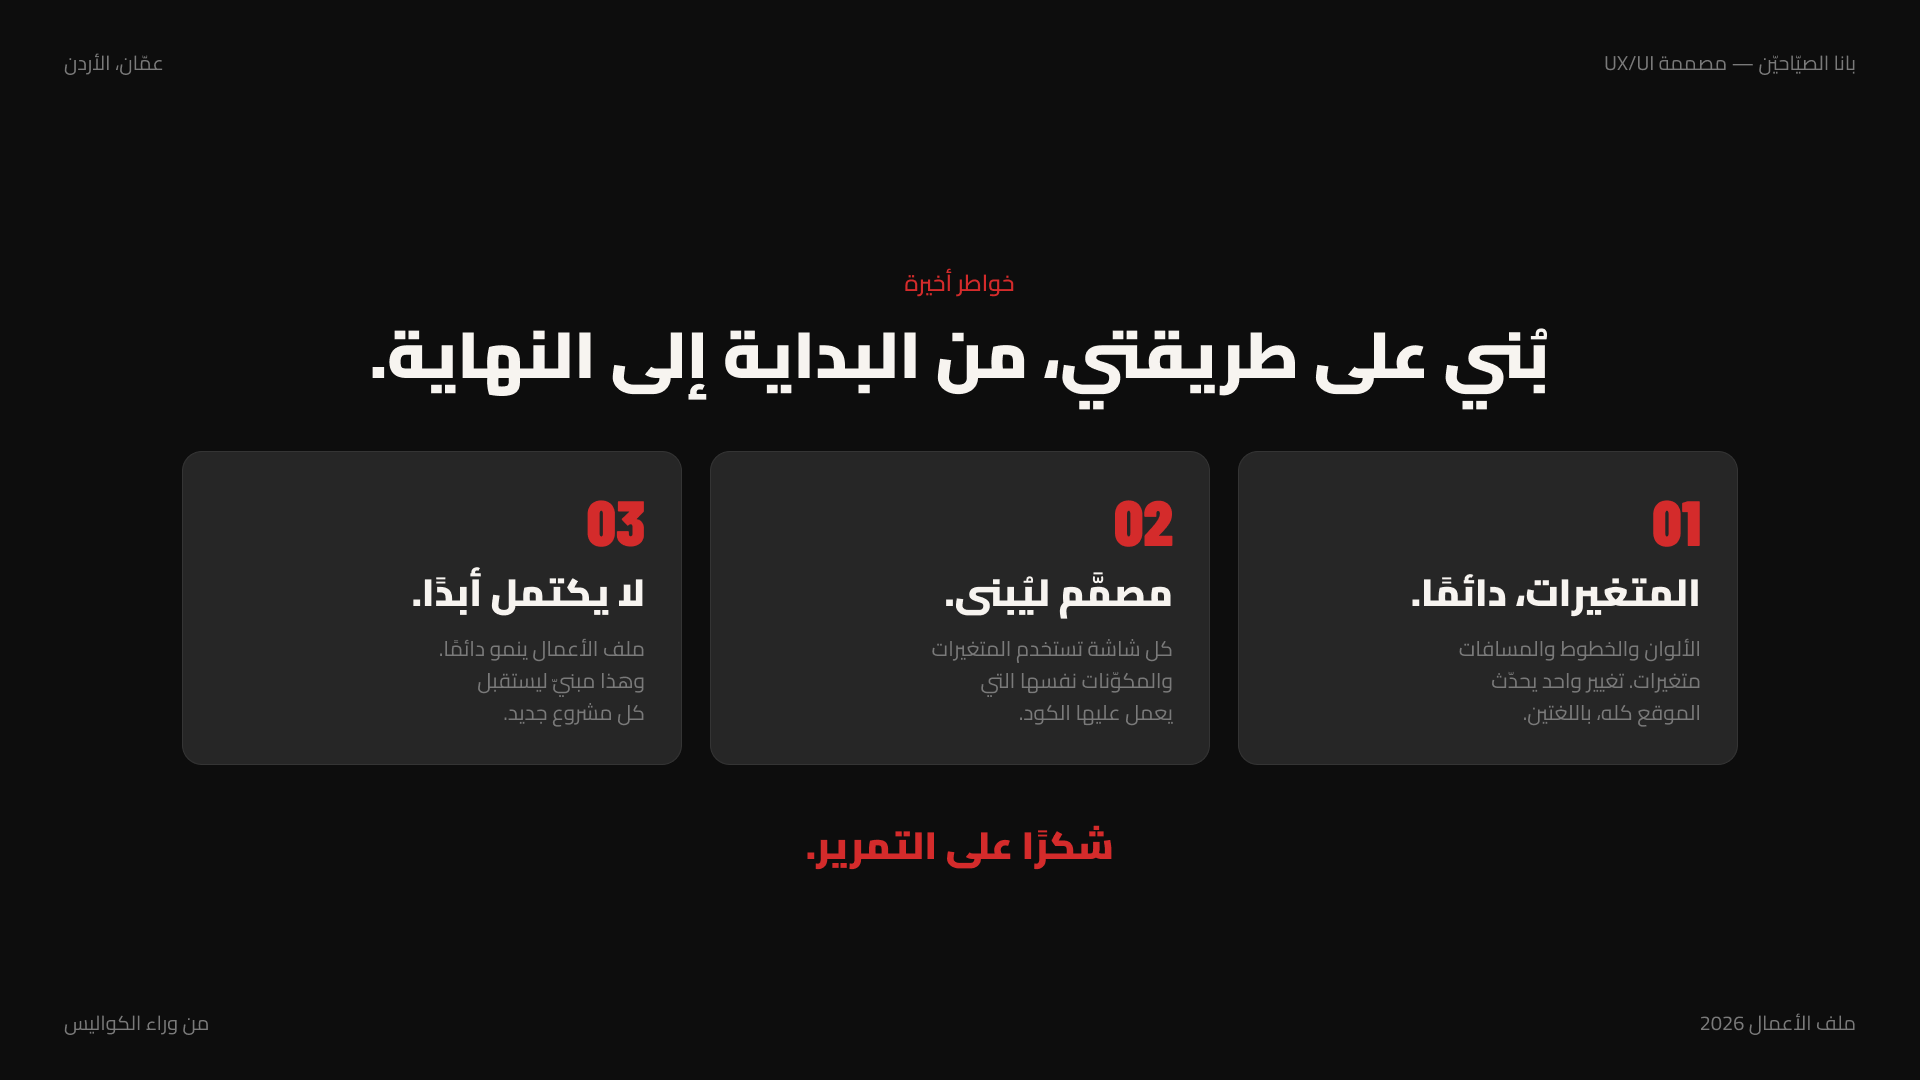 بانا الصيّاحيّن — مصممة UX/UI
عمّان، الأردن
خواطر أخيرة
بُني على طريقتي، من البداية إلى النهاية.
01
المتغيرات، دائمًا.
الألوان والخطوط والمسافات
متغيرات. تغيير واحد يحدّث
الموقع كله، باللغتين.
02
مصمَّم ليُبنى.
كل شاشة تستخدم المتغيرات
والمكوّنات نفسها التي
يعمل عليها الكود.
03
لا يكتمل أبدًا.
ملف الأعمال ينمو دائمًا.
وهذا مبنيّ ليستقبل
كل مشروع جديد.
شكرًا على التمرير.
ملف الأعمال 2026
من وراء الكواليس